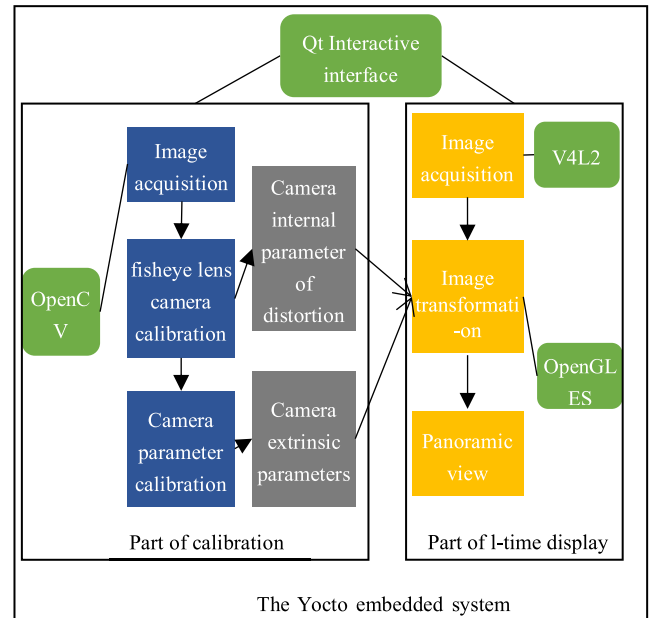 Qt Interactive
interface
Image
acquisition
fisheye lens
camera
calibration
Camera
parameter
calibration
OpenC
V
Camera
internal
parameter
of
distortion
Camera
extrinsic
parameters
Part of calibration
Image
acquisition
V4L2
Image
transformati
-on
OpenGL
ES
Panoramic
view
Part of l-time display
The Yocto embedded system